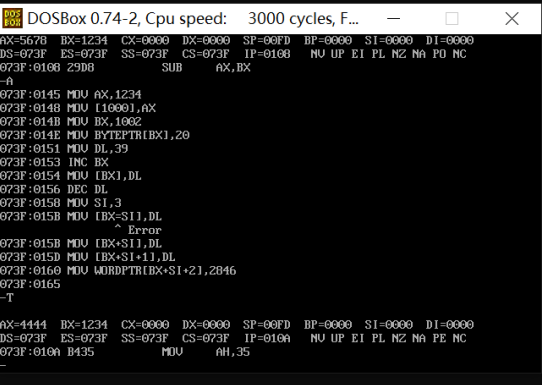 DOSBox 0.74-2, Cpu speed:    3000 cycles, F...
AX=5678  BX=1234  CX=0000  DX=0000  SP=00FD  BP=0000  SI=0000  DI=0000
DS=073F  ES=073F  SS=073F  CS=073F  IP=0108   NV UP EI PL NZ NA PO NC
073F:0108 29D8          SUB     AX,BX
-A
073F:0145 MOV AX,1234
073F:0148 MOV [1000],AX
073F:014B MOV BX,1002
073F:014E MOV BYTEPTR[BX],20
073F:0151 MOV DL,39
073F:0153 INC BX
073F:0154 MOV [BX],DL
073F:0156 DEC DL
073F:0158 MOV SI,3
073F:015B MOV [BX=SI],DL
^ Error
073F:015B MOV [BX+SI],DL
073F:015D MOV [BX+SI+1],DL
073F:0160 MOV WORDPTR[BX+SI+2],2846
073F:0165
-T
AX=4444  BX=1234  CX=0000  DX=0000  SP=00FD  BP=0000  SI=0000  DI=0000
DS=073F  ES=073F  SS=073F  CS=073F  IP=010A   NV UP EI PL NZ NA PE NC
073F:010A B435          MOV     AH,35
-